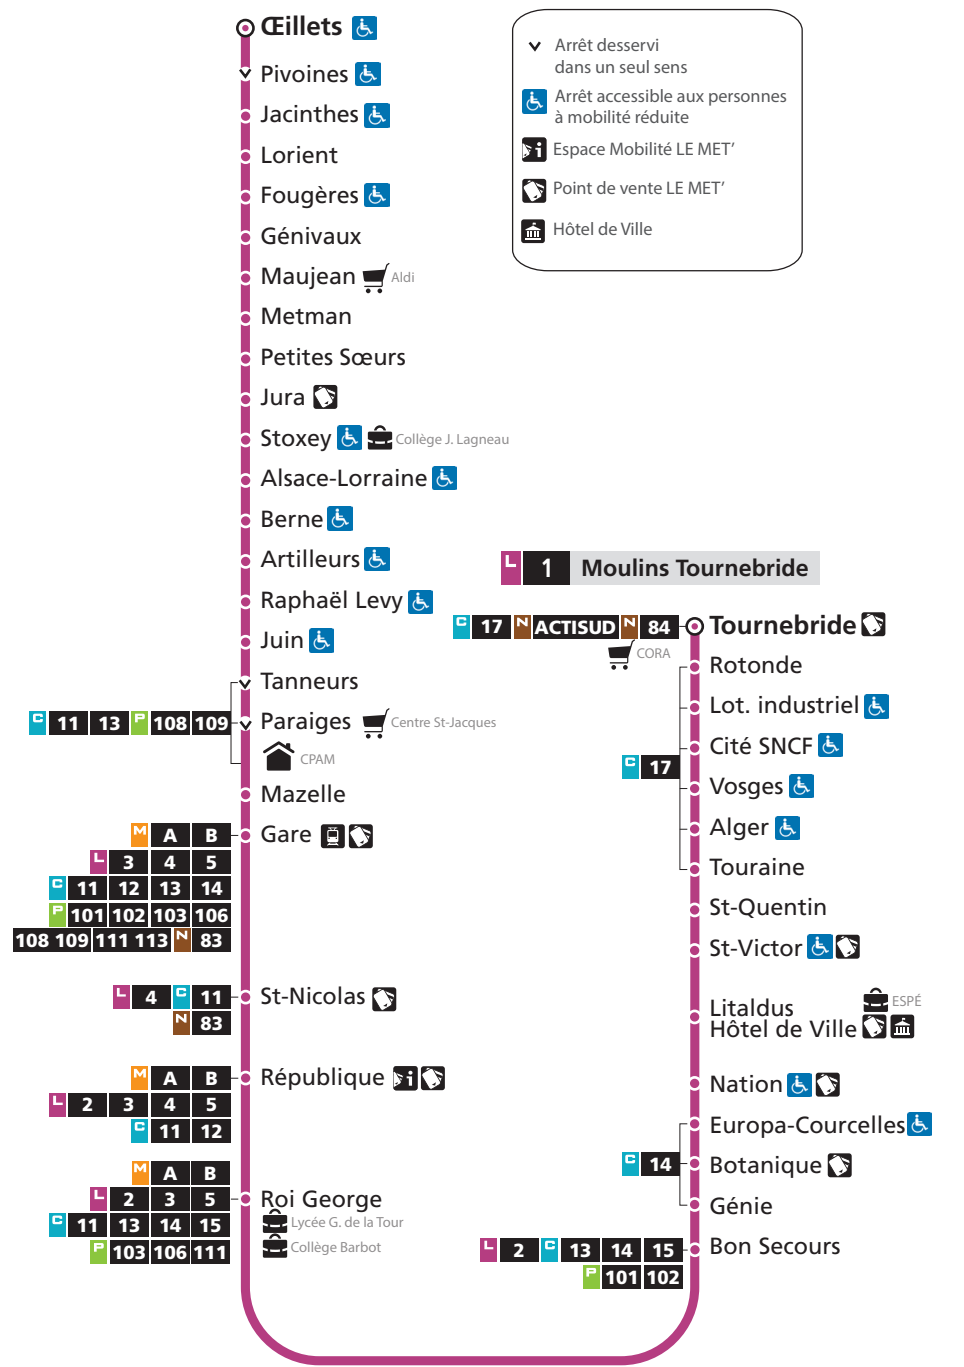 Œillets
Pivoines
Jacinthes
Lorient
Fougères
Génivaux
Maujean Aldi
Metman
Petites Sœurs
Jura
Stoxey Collège J. Lagneau
Alsace-Lorraine
Berne
Artilleurs
Raphaël Levy
Juin
Tanneurs
C 11 13 P 108 109 Paraiges Centre St-Jacques
CPAM
Mazelle
M A B Gare
L 3 4 5
C 11 12 13 14
P 101 102 103 106
108 109 111 113 N 83
L 4 C 11 St-Nicolas
N 83
M A B République
L 2 3 4 5
C 11 12
M A B
L 2 3 5 Roi George
Lycée G. de la Tour
C 11 13 14 15
Collège Barbot
P 103 106 111
Arrêt desservi
dans un seul sens
Arrêt accessible aux personnes
à mobilité réduite
i Espace Mobilité LE MET'
Point de vente LE MET'
Hôtel de Ville
L 1 Moulins Tournebride
C 17 N ACTISUD N 84 Tournebride
CORA
Rotonde
Lot. industriel
Cité SNCF
C 17
Vosges
Alger
Touraine
St-Quentin
St-Victor
Litaldus ESPÉ
Hôtel de Ville
Nation
Europa-Courcelles
C 14 Botanique
Génie
L 2 C 13 14 15 Bon Secours
P 101 102